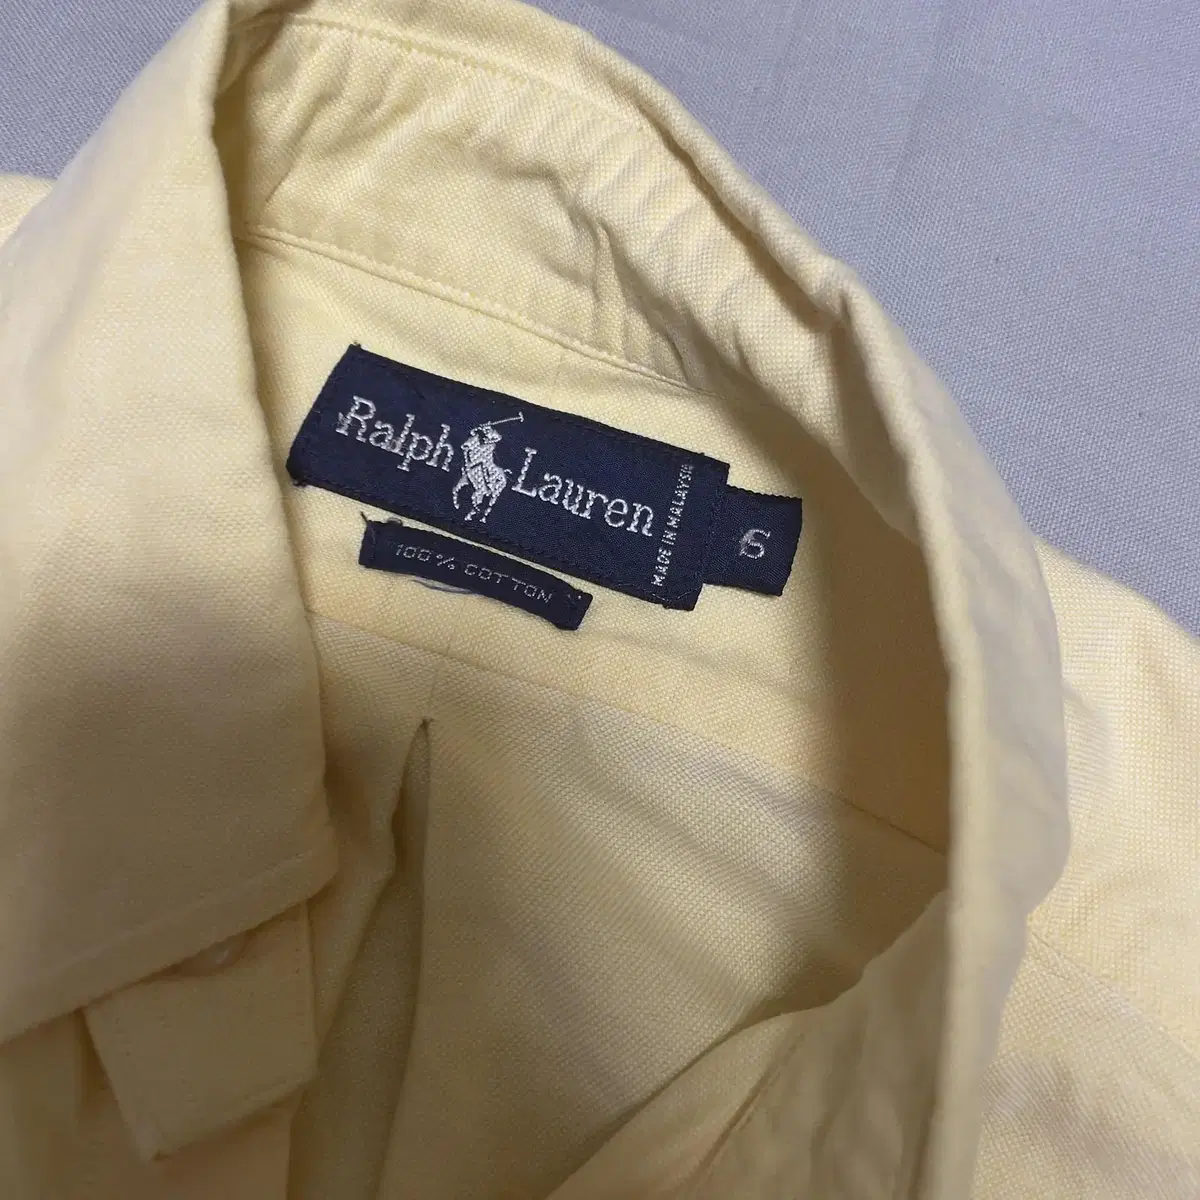 Ralph Lauren
MADE IN MALAYSIA
S
100% COTTON